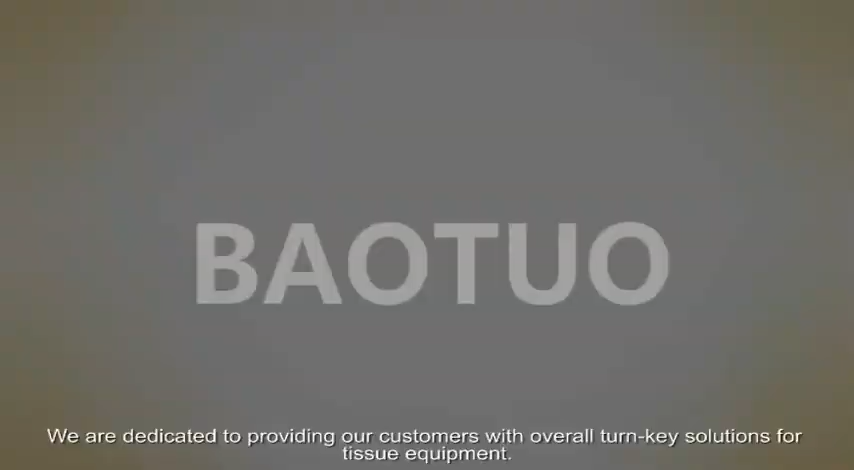 BAOTUO
We are dedicated to providing our customers with overall turn-key solutions for
tissue equipment.